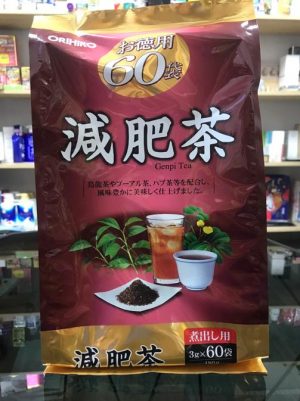 ORIHIRO
お徳用
60袋
減肥茶
Genpi Tea
烏龍茶やプーアル茶、ハブ茶等を配合し、
風味豊かに美味しく仕上げました。
煮出し用
3g×60袋
減肥茶